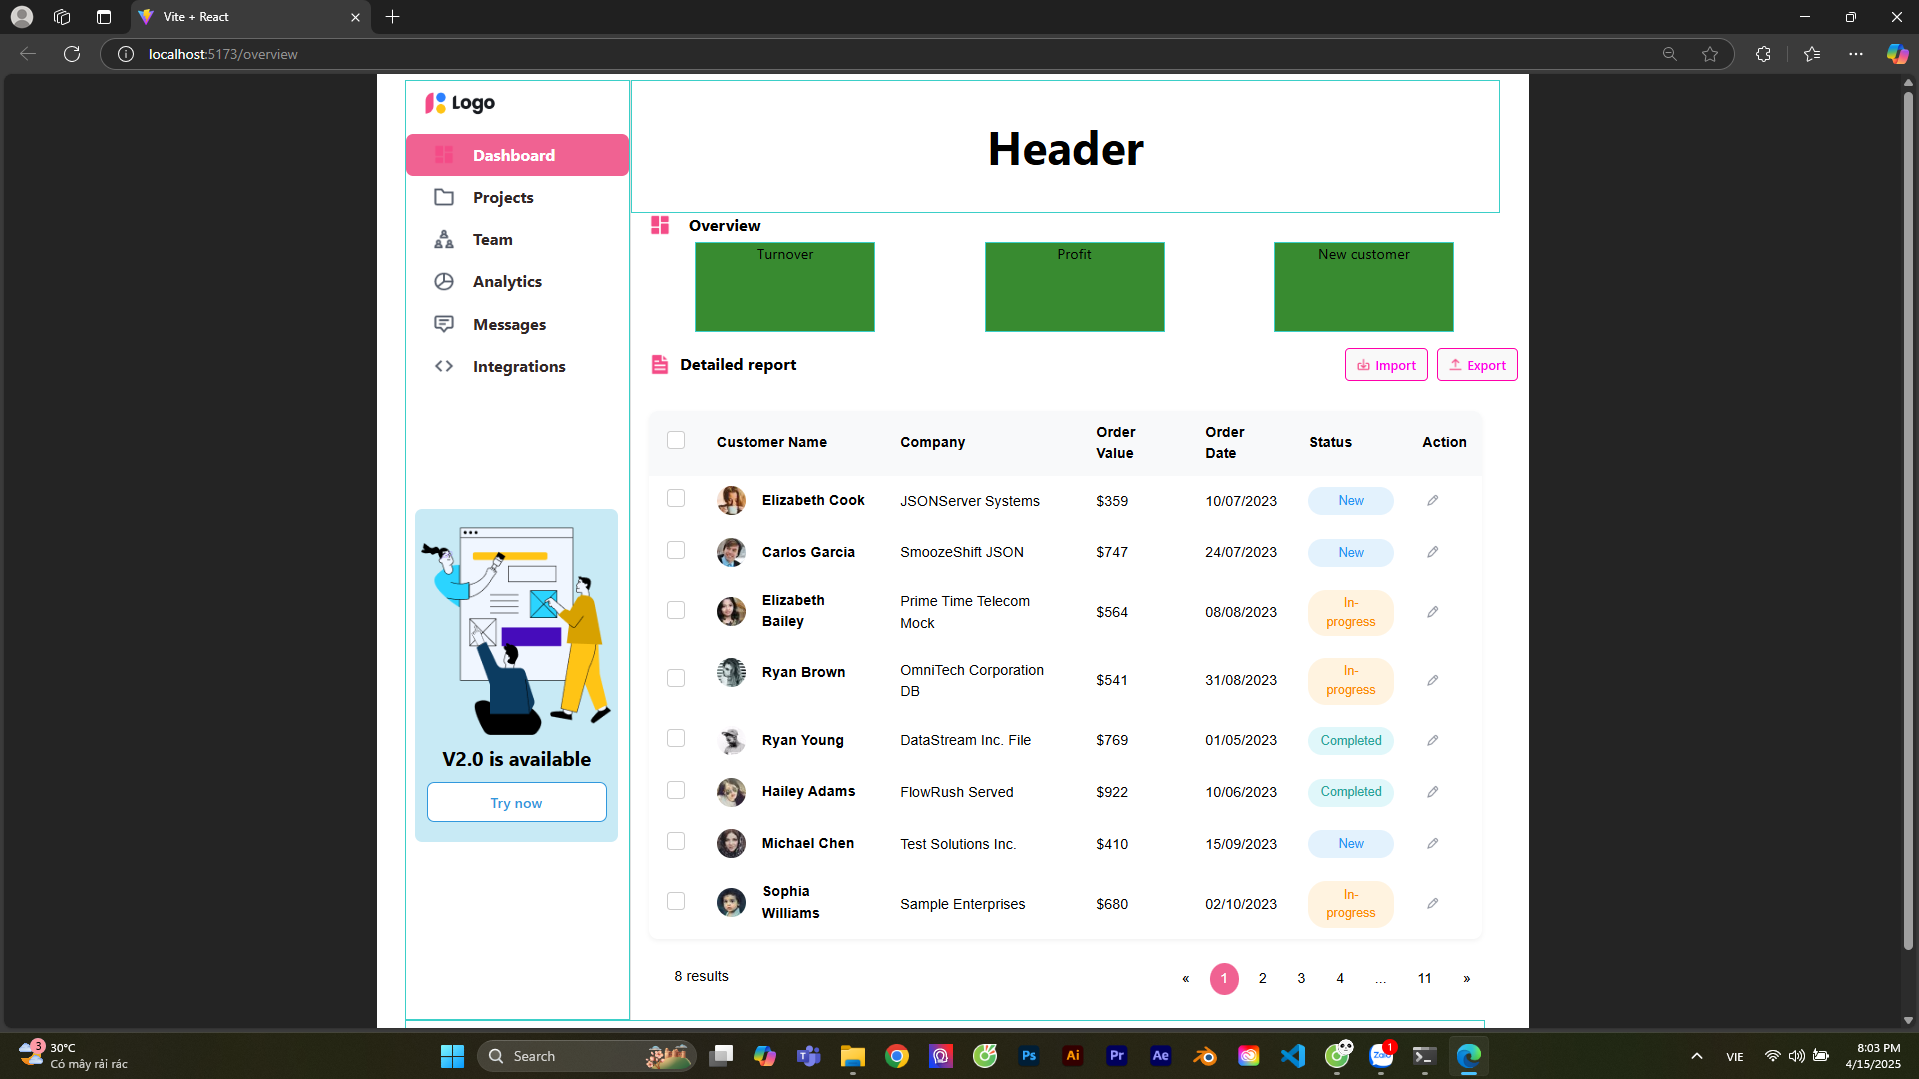 Vite + React
localhost:5173/overview
Logo
Dashboard
Projects
Team
Analytics
Messages
Integrations
V2.0 is available
Try now
Header
Overview
Turnover
Profit
New customer
Detailed report
Import
Export
Customer Name Company Order Value Order Date Status Action
Elizabeth Cook JSONServer Systems $359 10/07/2023 New
Carlos Garcia SmoozeShift JSON $747 24/07/2023 New
Elizabeth Bailey Prime Time Telecom Mock $564 08/08/2023 In-progress
Ryan Brown OmniTech Corporation DB $541 31/08/2023 In-progress
Ryan Young DataStream Inc. File $769 01/05/2023 Completed
Hailey Adams FlowRush Served $922 10/06/2023 Completed
Michael Chen Test Solutions Inc. $410 15/09/2023 New
Sophia Williams Sample Enterprises $680 02/10/2023 In-progress
8 results
« 1 2 3 4 ... 11 »
3
30°C
Có mây rải rác
Search
Ps
Ai
Pr
Ae
Zalo
1
VIE
8:03 PM
4/15/2025